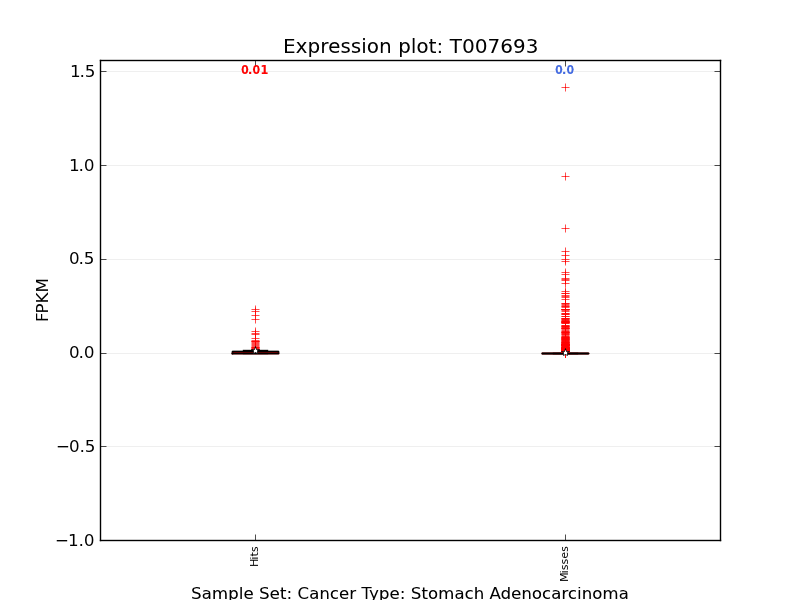 Expression plot: T007693
0.01
0.0
1.5
1.0
0.5
0.0
−0.5
−1.0
FPKM
Hits
Misses
Sample Set: Cancer Type: Stomach Adenocarcinoma